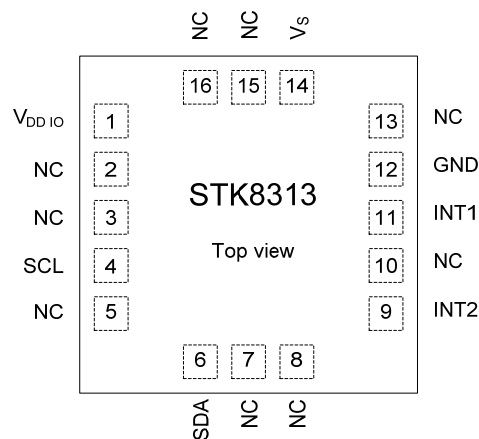 NC NC VS
16 15 14
VDD IO 1 13 NC
NC 2 12 GND
STK8313
NC 3 11 INT1
Top view
SCL 4 10 NC
NC 5 9 INT2
6 7 8
SDA NC NC